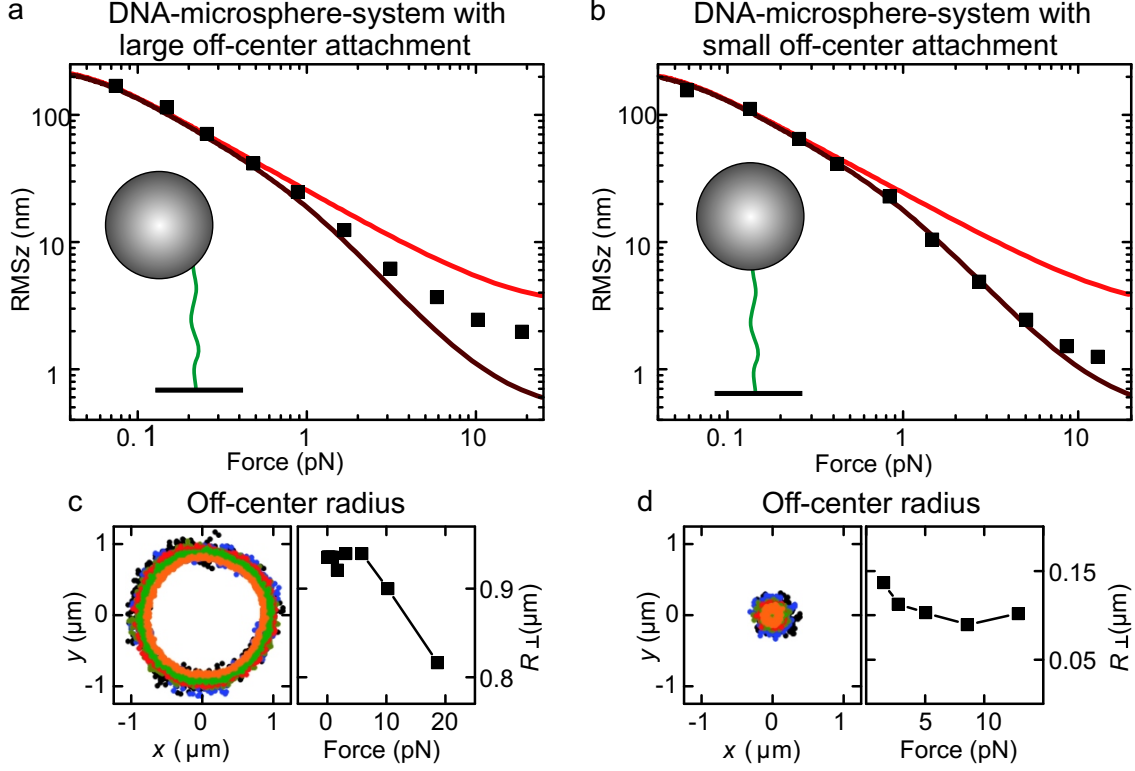 a
DNA-microsphere-system with
large off-center attachment
100
10
1
RMSz (nm)
0.1
1
10
Force (pN)
b
DNA-microsphere-system with
small off-center attachment
100
10
1
RMSz (nm)
0.1
1
10
Force (pN)
c
Off-center radius
1
0
-1
y (µm)
-1
0
1
x (µm)
0.9
0.8
R⊥(µm)
0
10
20
Force (pN)
d
Off-center radius
1
0
-1
y (µm)
-1
0
1
x (µm)
0.15
0.05
R⊥(µm)
5
10
Force (pN)